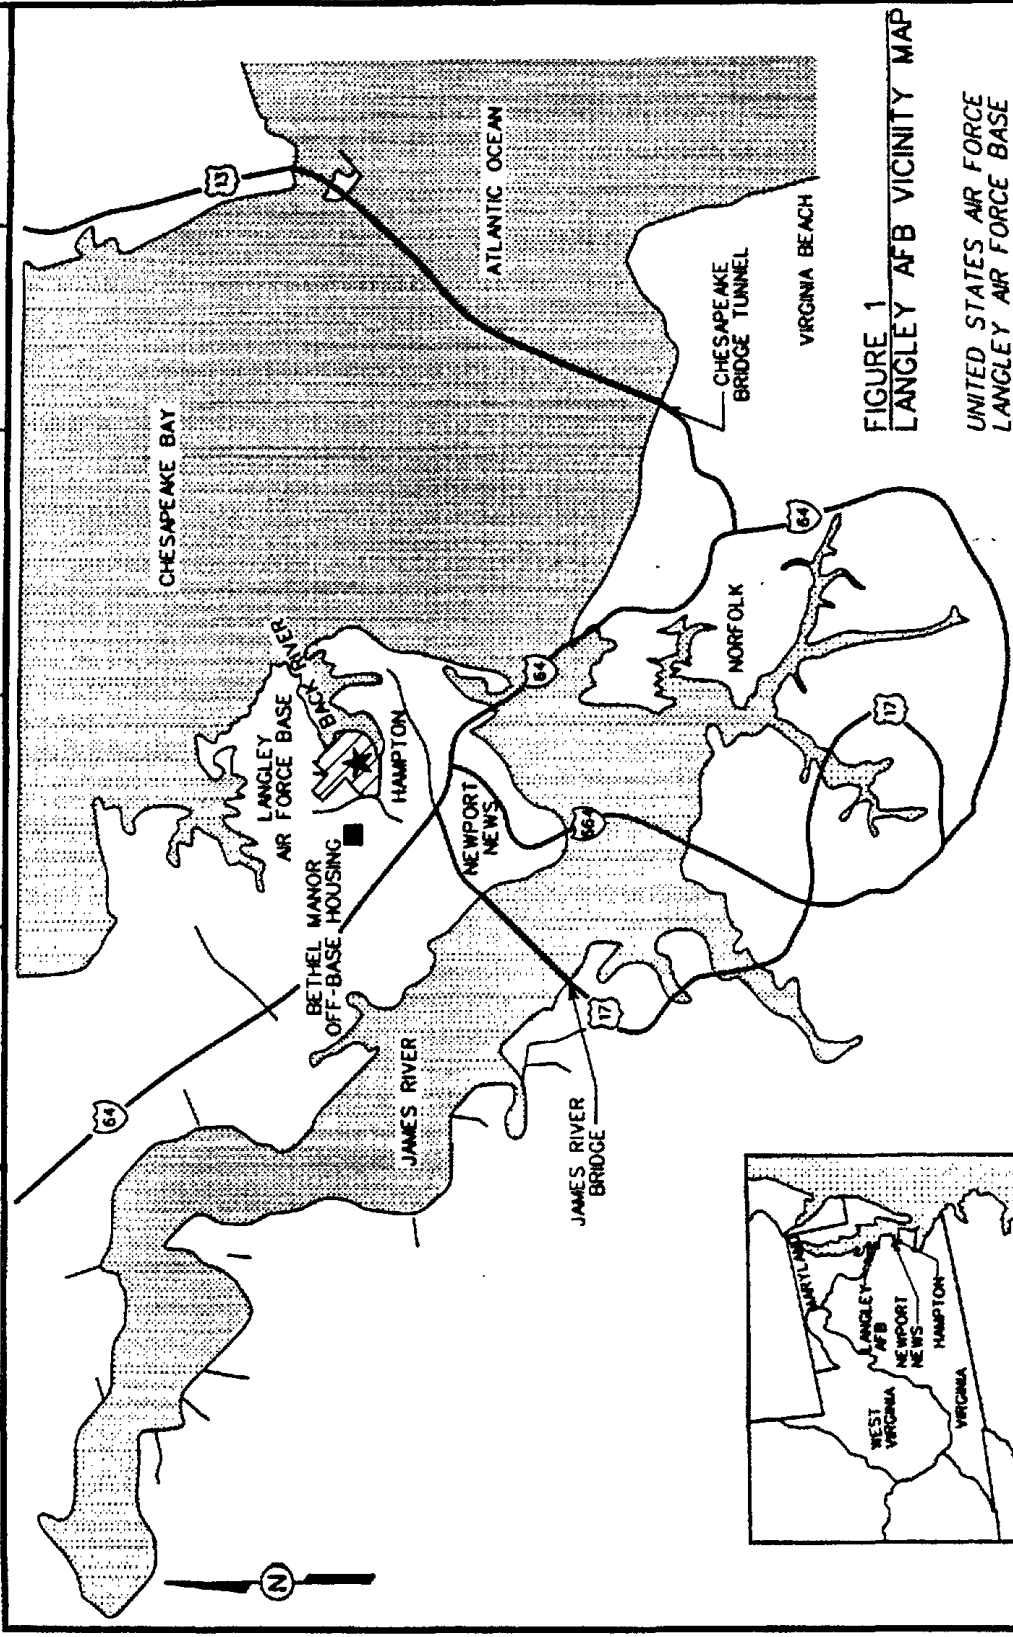 CHESAPEAKE BAY
13
ATLANTIC OCEAN
LANGLEY
AIR FORCE BASE
BACK RIVER
HAMPTON
BETHEL MANOR
OFF-BASE HOUSING
64
NEWPORT
NEWS
64
664
JAMES RIVER
JAMES RIVER
BRIDGE
17
NORFOLK
64
17
CHESAPEAKE
BRIDGE TUNNEL
VIRGINIA BEACH
N
MARYLAND
LANGLEY
AFB
NEWPORT
NEWS
HAMPTON
WEST
VIRGINIA
VIRGINIA
FIGURE 1
LANGLEY AFB VICINITY MAP
UNITED STATES AIR FORCE
LANGLEY AIR FORCE BASE